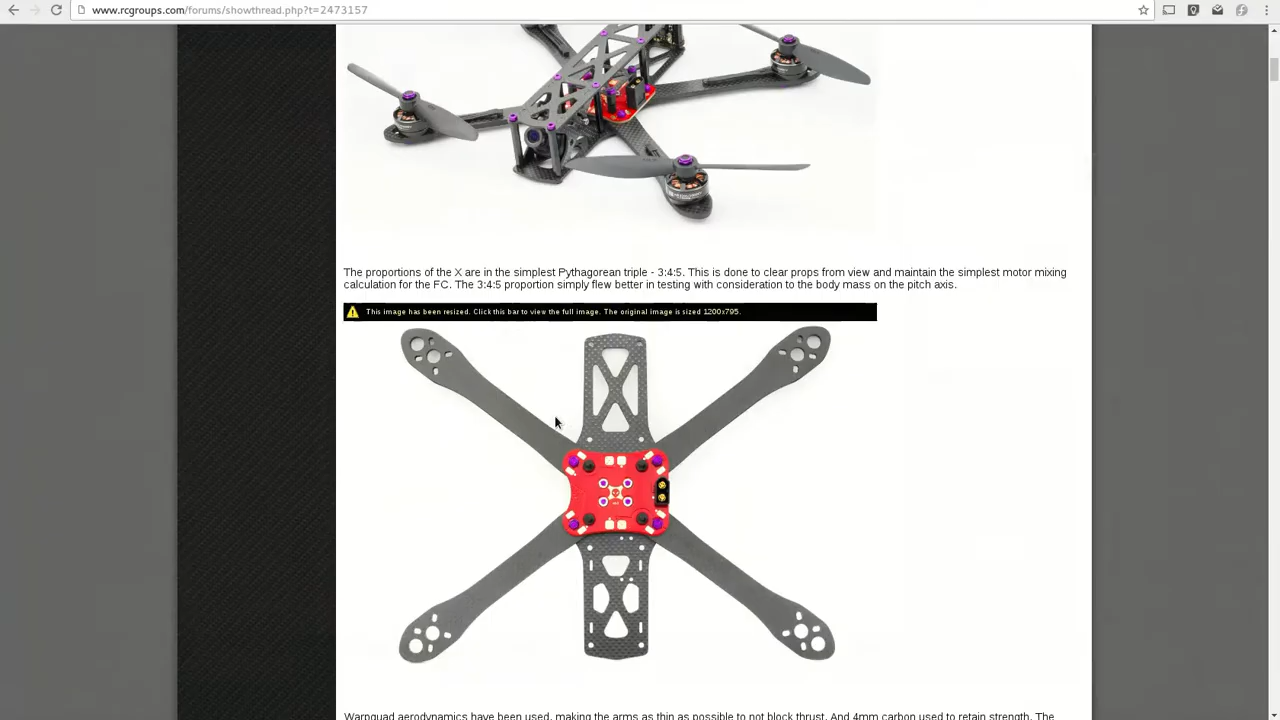 www.rcgroups.com/forums/showthread.php?t=2473157
The proportions of the X are in the simplest Pythagorean triple - 3:4:5. This is done to clear props from view and maintain the simplest motor mixing
calculation for the FC. The 3:4:5 proportion simply flew better in testing with consideration to the body mass on the pitch axis.
This image has been resized. Click this bar to view the full image. The original image is sized 1200x795.
Warpquad aerodynamics have been used, making the arms as thin as possible to not block thrust. And 4mm carbon used to retain strength. The